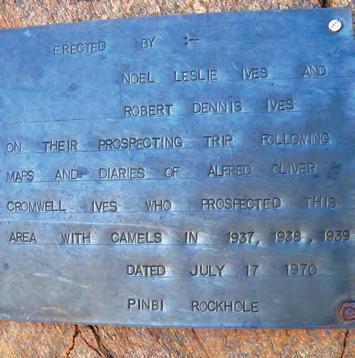 ERECTED BY :-
NOEL LESLIE IVES AND
ROBERT DENNIS IVES
ON THEIR PROSPECTING TRIP FOLLOWING
MAPS AND DIARIES OF ALFRED OLIVER
CROMWELL IVES WHO PROSPECTED THIS
AREA WITH CAMELS IN 1937, 1938, 1939
DATED JULY 17 1970
PINBI ROCKHOLE